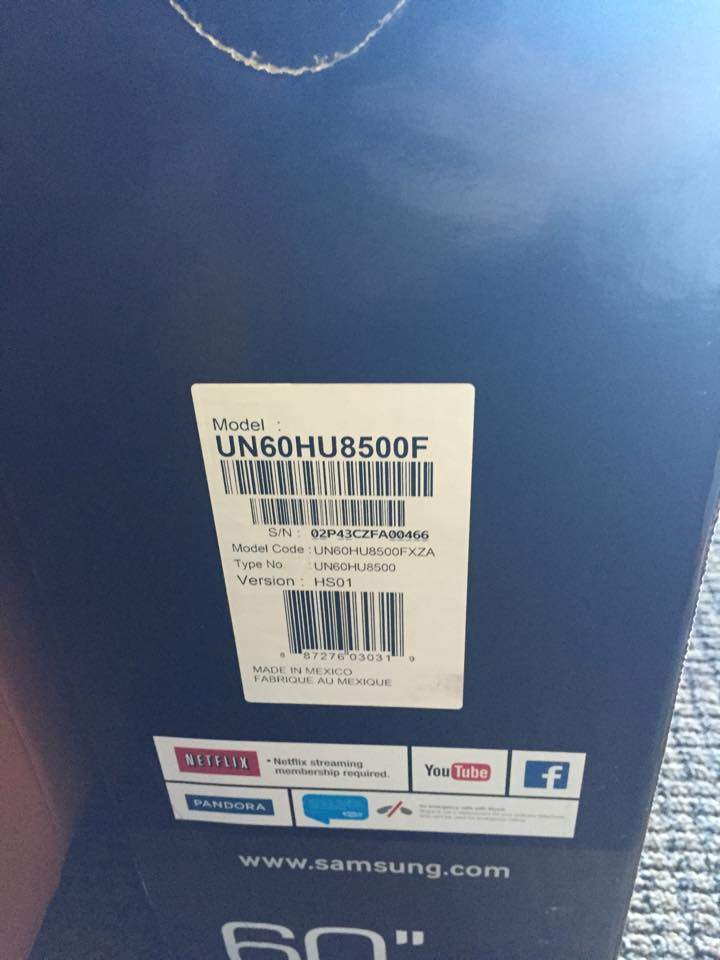 Model :
UN60HU8500F
S/N : 02P43CZFA00466
Model Code : UN60HU8500FXZA
Type No : UN60HU8500
Version : HS01
8 87276 03031 9
MADE IN MEXICO
FABRIQUE AU MEXIQUE
NETFLIX
• Netflix streaming
membership required.
YouTube
f
PANDORA
www.samsung.com
60"